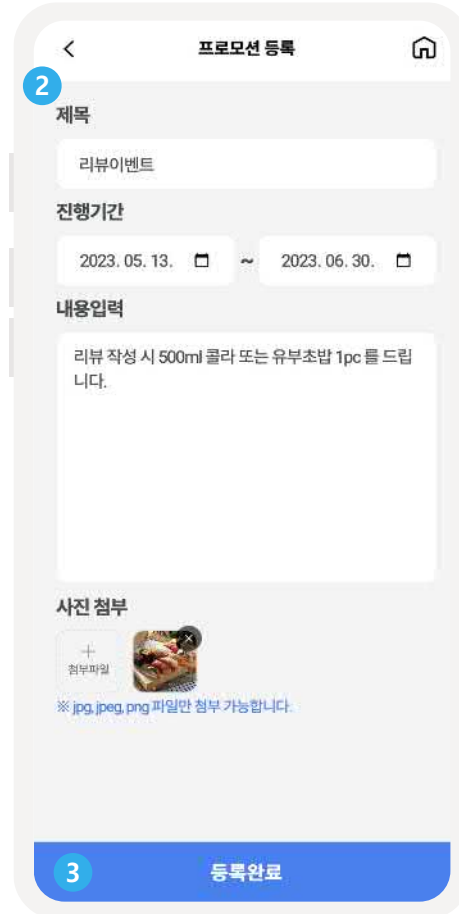 프로모션 등록
2
제목
리뷰이벤트
진행기간
2023. 05. 13. ~ 2023. 06. 30.
내용입력
리뷰 작성 시 500ml 콜라 또는 유부초밥 1pc 를 드립
니다.
사진 첨부
첨부파일
※ jpg, jpeg, png 파일만 첨부 가능합니다.
3 등록완료